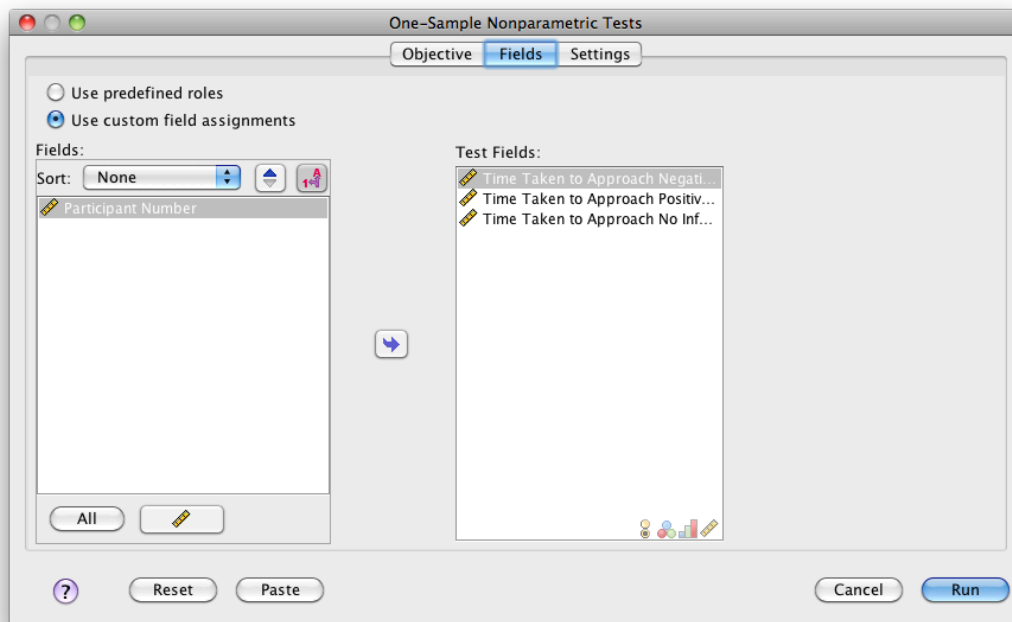 One-Sample Nonparametric Tests
Objective Fields Settings
Use predefined roles
Use custom field assignments
Fields:
Sort: None
Participant Number
All
Test Fields:
Time Taken to Approach Negati...
Time Taken to Approach Positiv...
Time Taken to Approach No Inf...
? Reset Paste Cancel Run